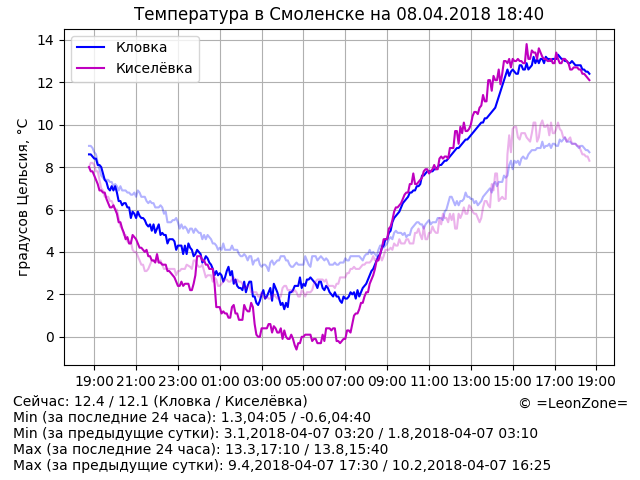 Температура в Смоленске на 08.04.2018 18:40
градусов Цельсия, °C
14
12
10
8
6
4
2
0
Кловка
Киселёвка
19:00 21:00 23:00 01:00 03:00 05:00 07:00 09:00 11:00 13:00 15:00 17:00 19:00
Сейчас: 12.4 / 12.1 (Кловка / Киселёвка)
© =LeonZone=
Min (за последние 24 часа): 1.3,04:05 / -0.6,04:40
Min (за предыдущие сутки): 3.1,2018-04-07 03:20 / 1.8,2018-04-07 03:10
Max (за последние 24 часа): 13.3,17:10 / 13.8,15:40
Max (за предыдущие сутки): 9.4,2018-04-07 17:30 / 10.2,2018-04-07 16:25